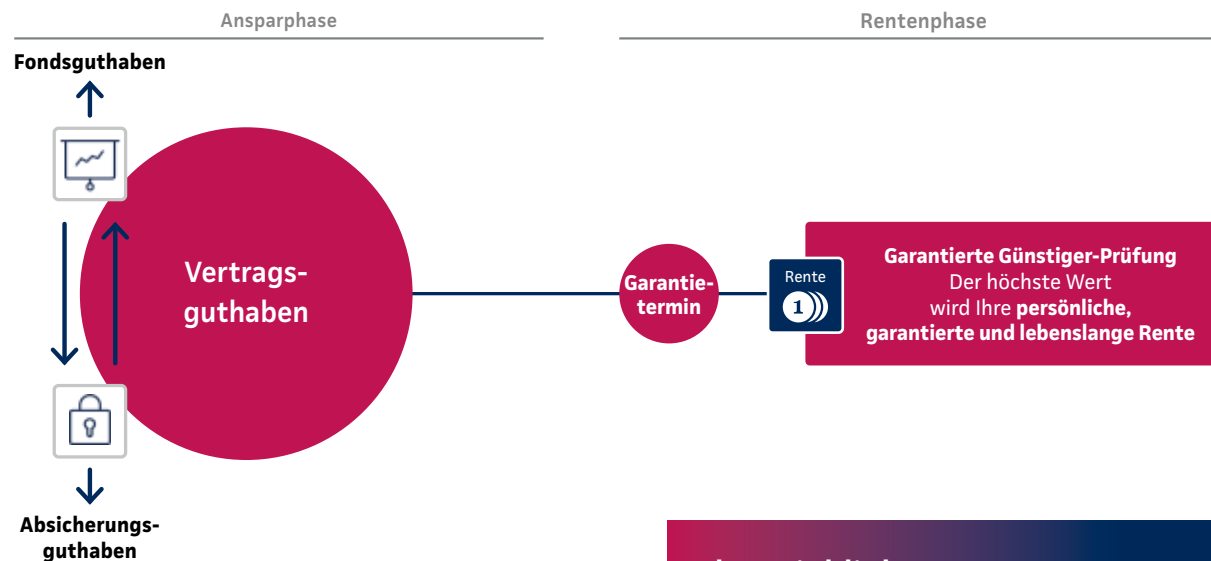 Ansparphase
Rentenphase
Fondsguthaben
Vertrags-
guthaben
Garantie-
termin
Rente
1
Garantierte Günstiger-Prüfung
Der höchste Wert
wird Ihre persönliche,
garantierte und lebenslange Rente
Absicherungs-
guthaben